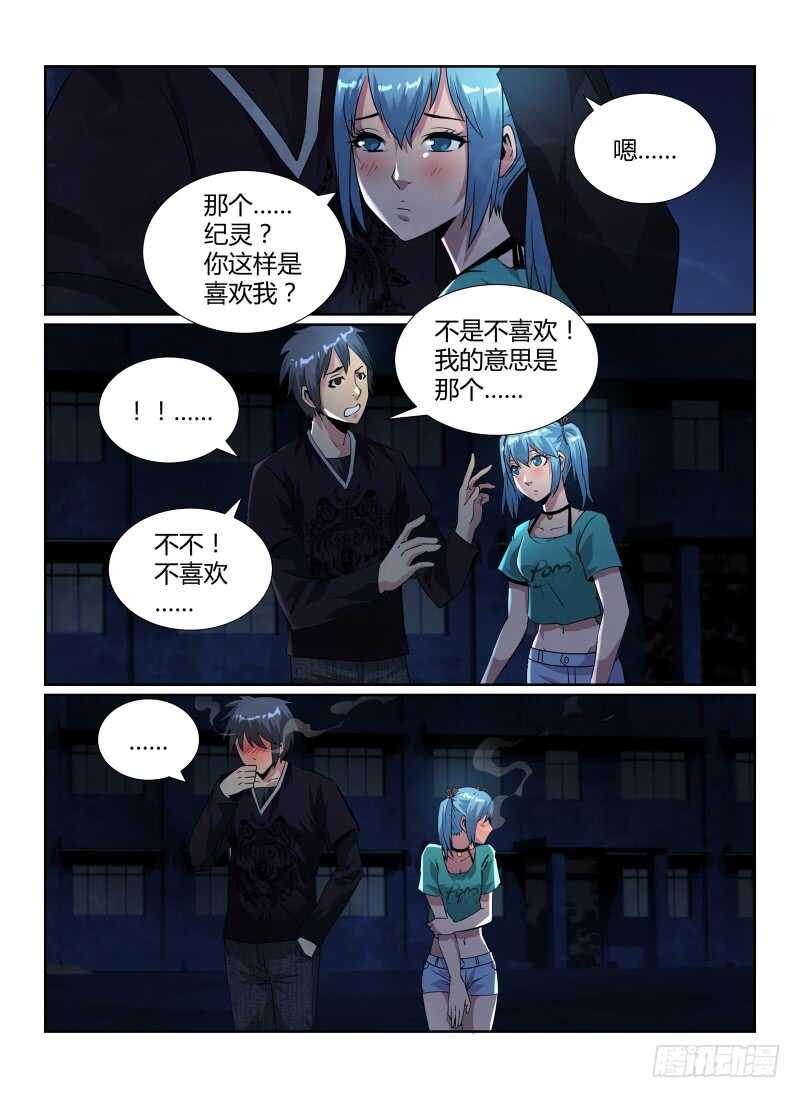 那个……
纪灵？
你这样是
喜欢我？
嗯……
！！……
不是不喜欢！
我的意思是
那个……
不不！
不喜欢
……
……
腾讯动漫